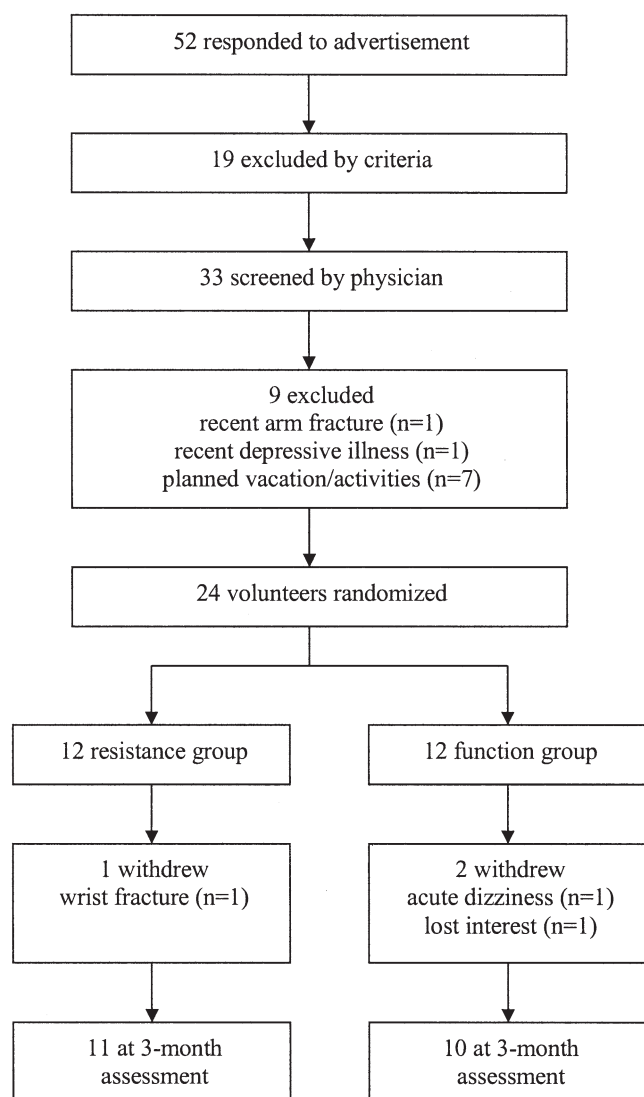 52 responded to advertisement
19 excluded by criteria
33 screened by physician
9 excluded
recent arm fracture (n=1)
recent depressive illness (n=1)
planned vacation/activities (n=7)
24 volunteers randomized
12 resistance group
12 function group
1 withdrew
wrist fracture (n=1)
2 withdrew
acute dizziness (n=1)
lost interest (n=1)
11 at 3-month
assessment
10 at 3-month
assessment